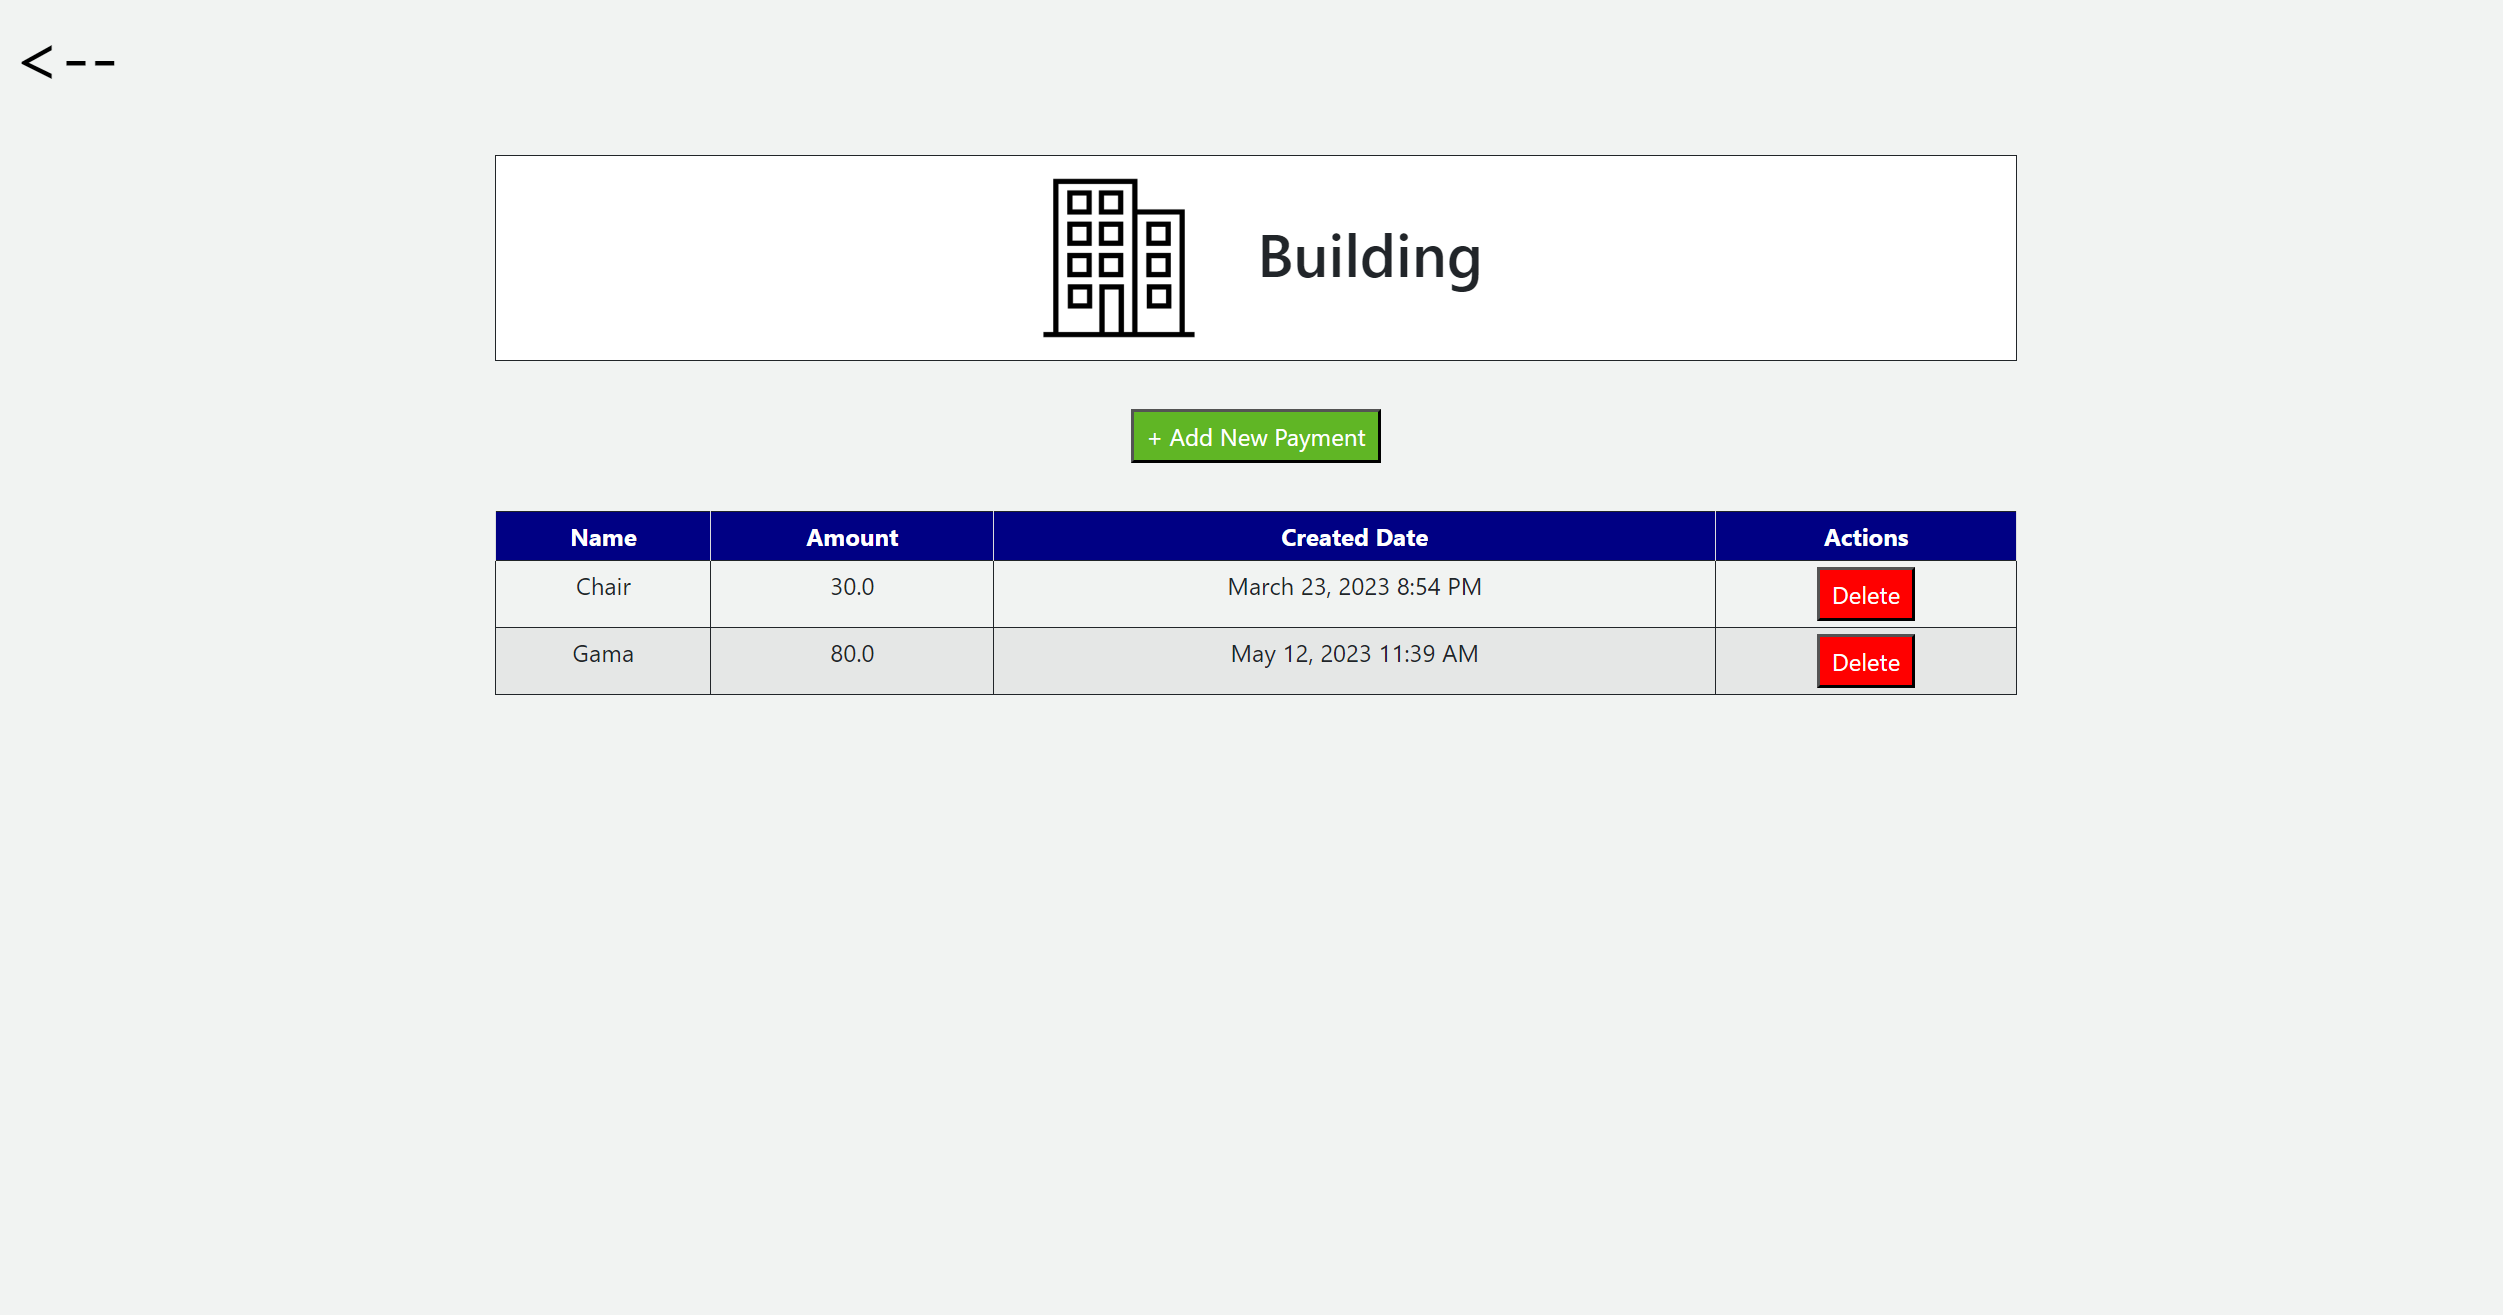 <--
Building
+ Add New Payment
Name Amount Created Date Actions
Chair 30.0 March 23, 2023 8:54 PM Delete
Gama 80.0 May 12, 2023 11:39 AM Delete